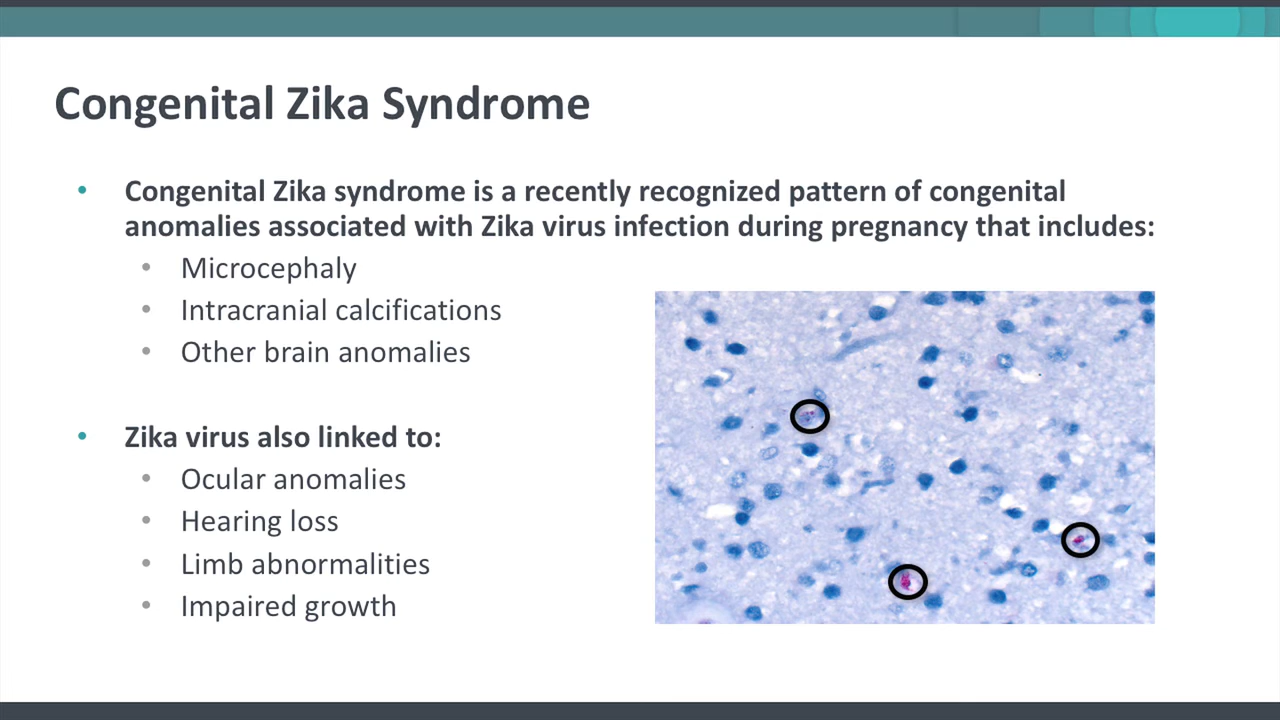 Congenital Zika Syndrome
• Congenital Zika syndrome is a recently recognized pattern of congenital
anomalies associated with Zika virus infection during pregnancy that includes:
• Microcephaly
• Intracranial calcifications
• Other brain anomalies
• Zika virus also linked to:
• Ocular anomalies
• Hearing loss
• Limb abnormalities
• Impaired growth